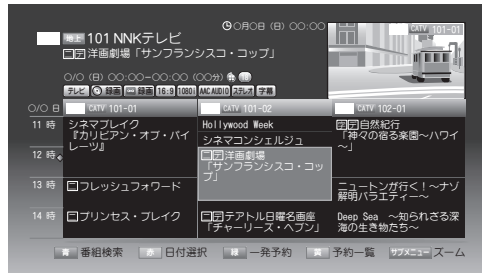 ○月○日（日）○○:○○
地上 101 NNKテレビ
二字洋画劇場「サンフランシスコ・コップ」
○/○（日）○○:○○−○○:○○（○○分）
テレビ 録画 録画 16:9 1080i AAC AUDIO ステレオ 字幕
CATV 101-01
○/○ 日
CATV 101-01
CATV 101-02
CATV 102-01
11 時
シネマブレイク
『カリビアン・オブ・バイ
レーツ』
Hollywood Week
シネマコンシェルジュ
字自然紀行
「神々の宿る楽園〜ハワイ
〜」
12 時
二字洋画劇場
「サンフランシスコ・コッ
プ」
13 時
二フレッシュフォワード
ニュートンが行く！〜ナゾ
解明バラエティー〜
14 時
二プリンセス・ブレイク
二字テアトル日曜名画座
「チャーリーズ・ヘブン」
Deep Sea 〜知られざる深
海の生き物たち〜
青 番組検索 赤 日付選択 緑 一発予約 黄 予約一覧 サブメニュー ズーム